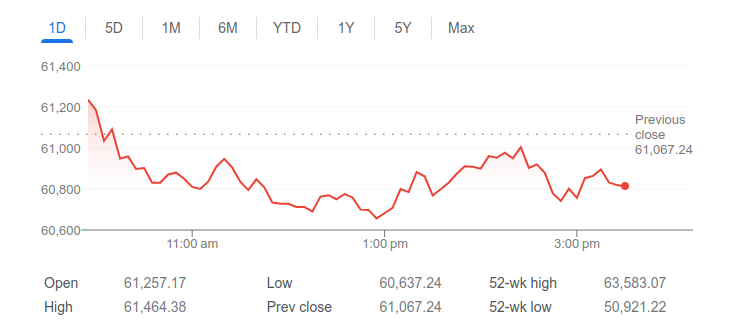 1D 5D 1M 6M YTD 1Y 5Y Max
61,400
61,200
Previous
close
61,067.24
61,000
60,800
60,600
11:00 am 1:00 pm 3:00 pm
Open 61,257.17 Low 60,637.24 52-wk high 63,583.07
High 61,464.38 Prev close 61,067.24 52-wk low 50,921.22